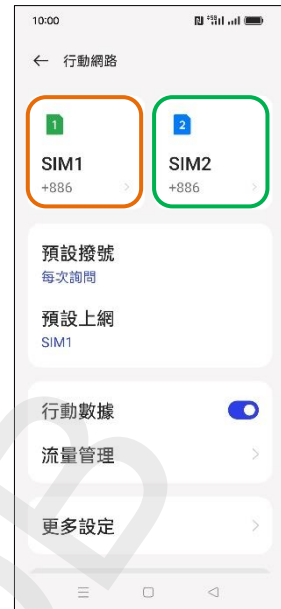 10:00
行動網路
1
2
SIM1
SIM2
+886
+886
預設撥號
每次詢問
預設上網
SIM1
行動數據
流量管理
更多設定